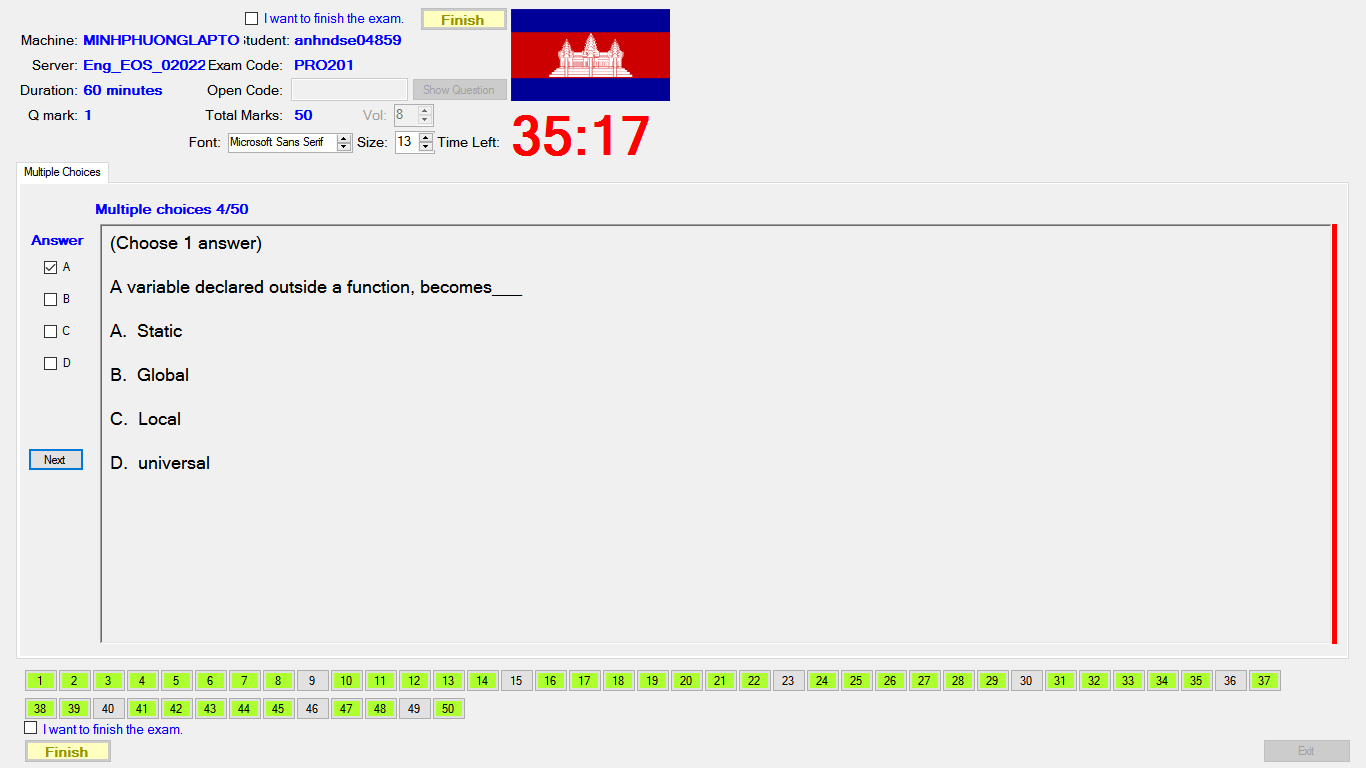 I want to finish the exam. Finish
Machine: MINHPHUONGLAPTO Student: anhndse04859
Server: Eng_EOS_02022 Exam Code: PRO201
Duration: 60 minutes Open Code: Show Question
Q mark: 1 Total Marks: 50 Vol: 8
Font: Microsoft Sans Serif Size: 13 Time Left: 35:17
Multiple Choices
Multiple choices 4/50
Answer
(Choose 1 answer)
A
A variable declared outside a function, becomes___
B
A. Static
C
D
B. Global
C. Local
Next
D. universal
1 2 3 4 5 6 7 8 9 10 11 12 13 14 15 16 17 18 19 20 21 22 23 24 25 26 27 28 29 30 31 32 33 34 35 36 37
38 39 40 41 42 43 44 45 46 47 48 49 50
I want to finish the exam.
Finish Exit